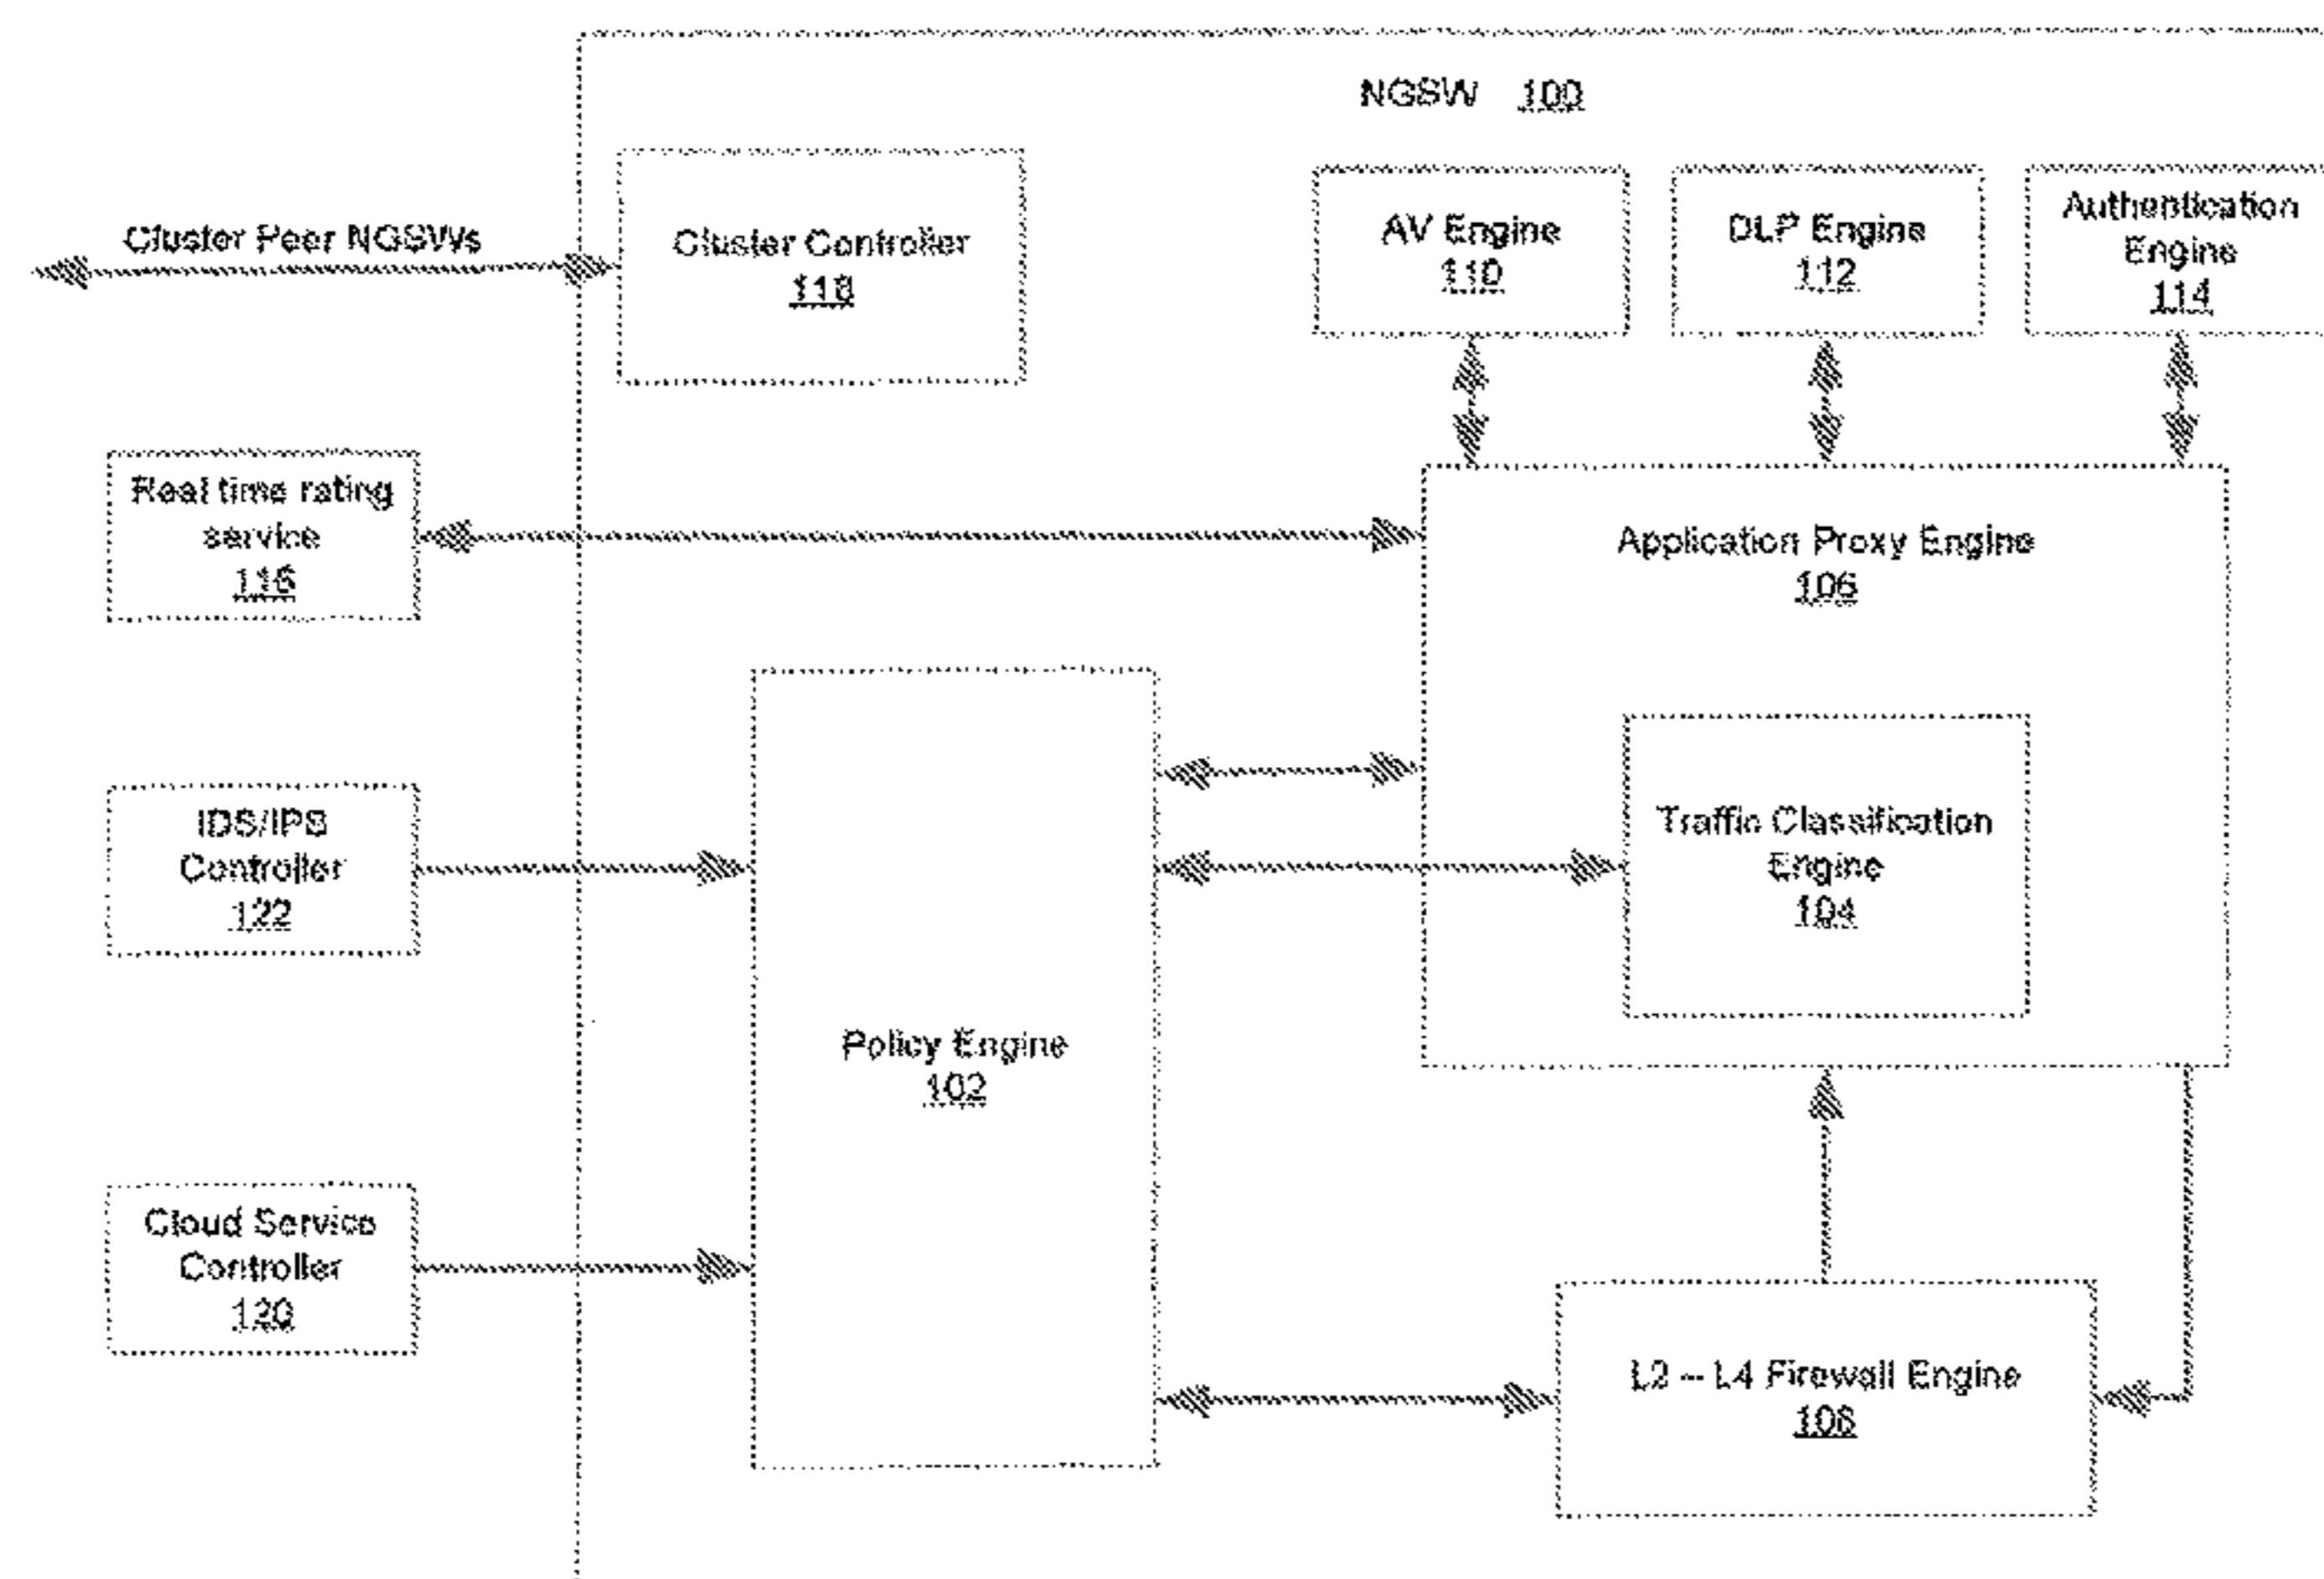 NGSW 100
Cluster Peer NGSWs
Cluster Controller
118
AV Engine
110
DLP Engine
112
Authentication
Engine
114
Real time rating
service
116
Application Proxy Engine
106
IDS/IPS
Controller
122
Traffic Classification
Engine
104
Policy Engine
102
Cloud Service
Controller
120
L2 -- L4 Firewall Engine
108